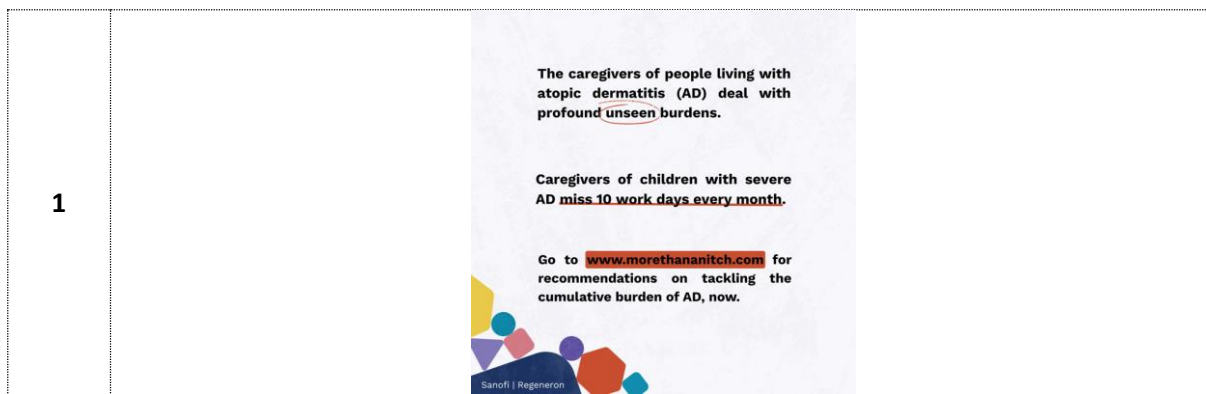 1
The caregivers of people living with
atopic dermatitis (AD) deal with
profound unseen burdens.
Caregivers of children with severe
AD miss 10 work days every month.
Go to www.morethananitch.com for
recommendations on tackling the
cumulative burden of AD, now.
Sanofi | Regeneron